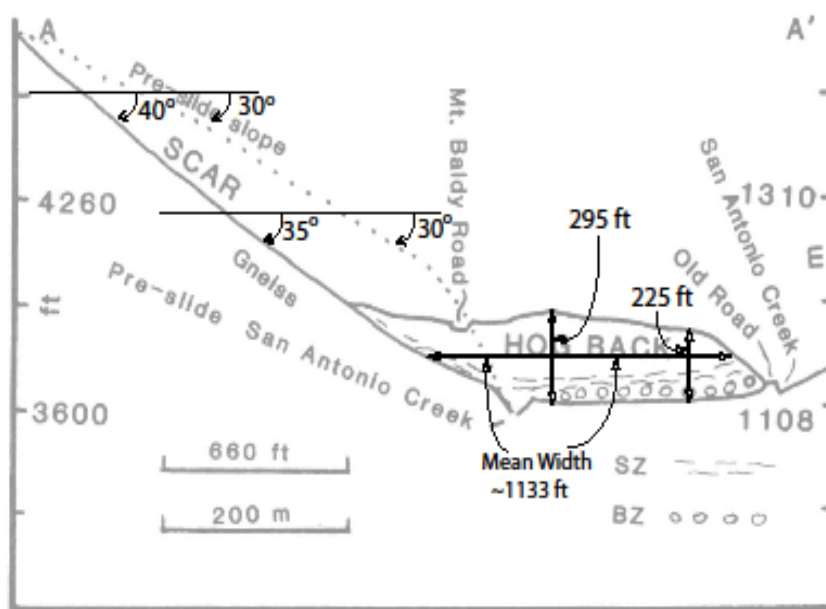 A
A'
Pre-slide slope
40°
30°
SCAR
Mt. Baldy Road
San Antonio Creek
4260
1310
295 ft
35°
30°
Gneiss
Old Road
m
ft
Pre-slide San Antonio Creek
225 ft
HOG BACK
3600
1108
660 ft
Mean Width
~1133 ft
SZ
200 m
BZ